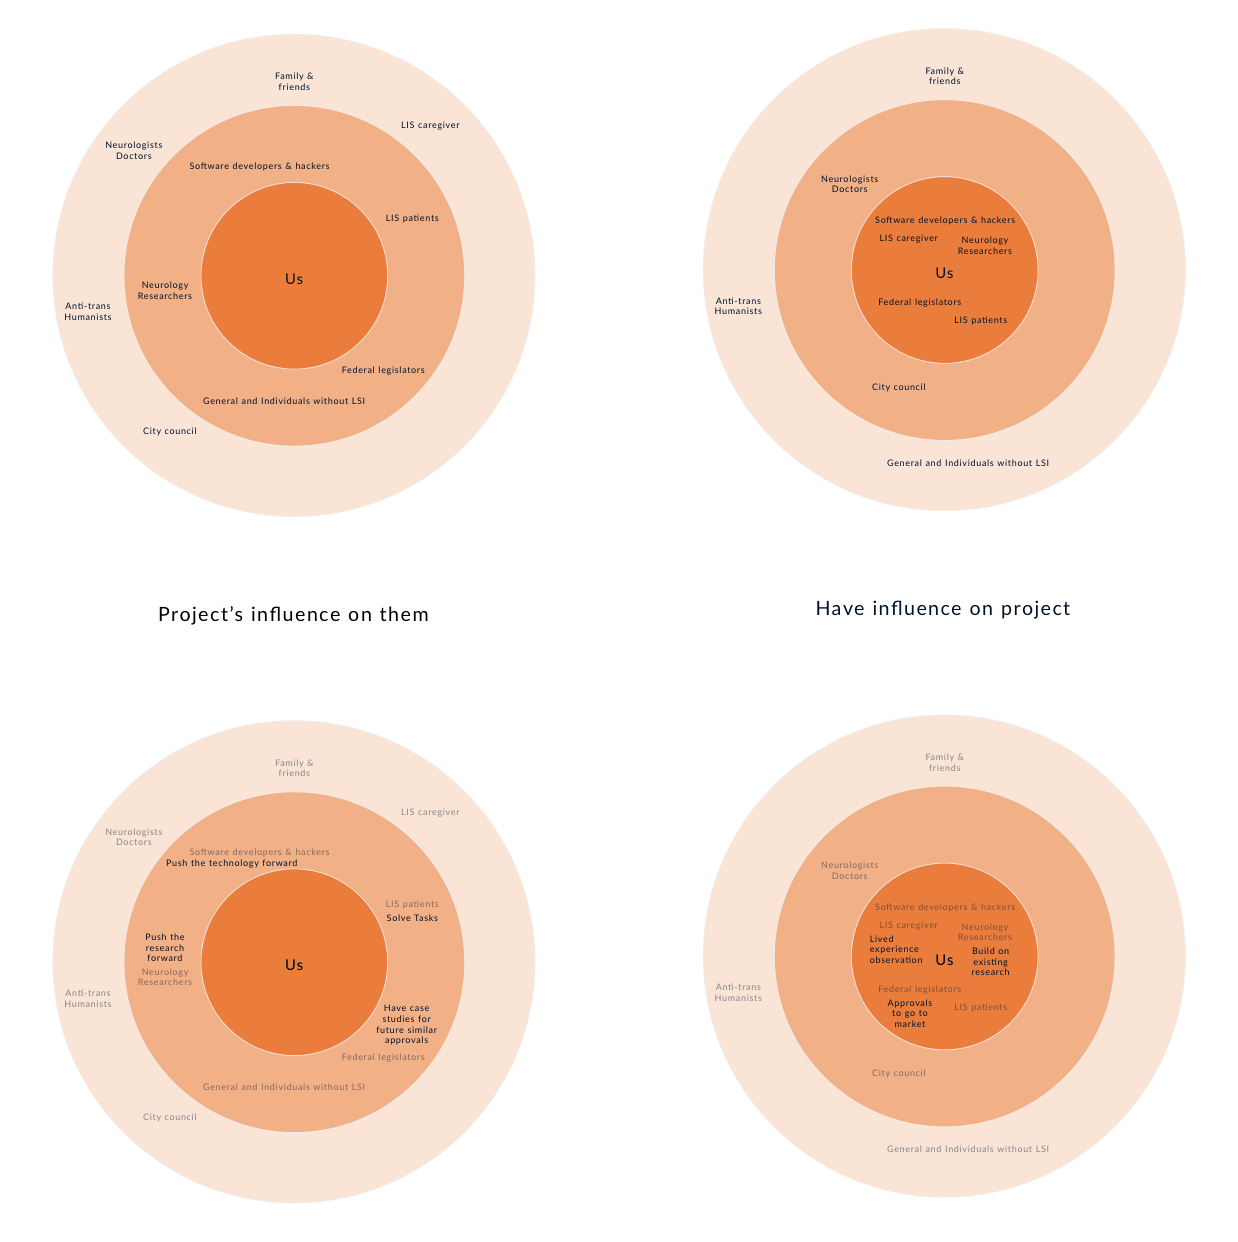 Family &
friends
LIS caregiver
Neurologists
Doctors
Software developers & hackers
LIS patients
Us
Neurology
Researchers
Anti-trans
Humanists
Federal legislators
General and Individuals without LSI
City council
Project’s influence on them
Family &
friends
Neurologists
Doctors
Software developers & hackers
LIS caregiver
Neurology
Researchers
Us
Federal legislators
Anti-trans
Humanists
LIS patients
City council
General and Individuals without LSI
Have influence on project
Family &
friends
LIS caregiver
Neurologists
Doctors
Software developers & hackers
Push the technology forward
LIS patients
Solve Tasks
Push the
research
forward
Neurology
Researchers
Us
Anti-trans
Humanists
Have case
studies for
future similar
approvals
Federal legislators
General and Individuals without LSI
City council
Family &
friends
Neurologists
Doctors
Software developers & hackers
LIS caregiver
Lived
experience
observation
Neurology
Researchers
Build on
existing
research
Us
Federal legislators
Approvals
to go to
market
LIS patients
Anti-trans
Humanists
City council
General and Individuals without LSI